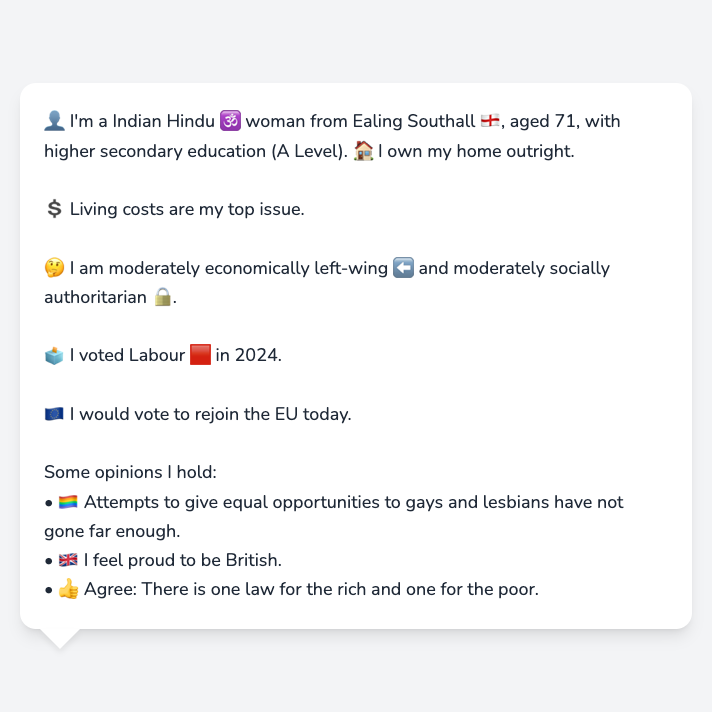 👤 I'm a Indian Hindu 🕉️ woman from Ealing Southall 🏴󠁧󠁢󠁥󠁮󠁧󠁿, aged 71, with
higher secondary education (A Level). 🏠 I own my home outright.
💲 Living costs are my top issue.
🤔 I am moderately economically left-wing ⬅️ and moderately socially
authoritarian 🔒.
🗳️ I voted Labour 🟥 in 2024.
🇪🇺 I would vote to rejoin the EU today.
Some opinions I hold:
• 🏳️‍🌈 Attempts to give equal opportunities to gays and lesbians have not
gone far enough.
• 🇬🇧 I feel proud to be British.
• 👍 Agree: There is one law for the rich and one for the poor.